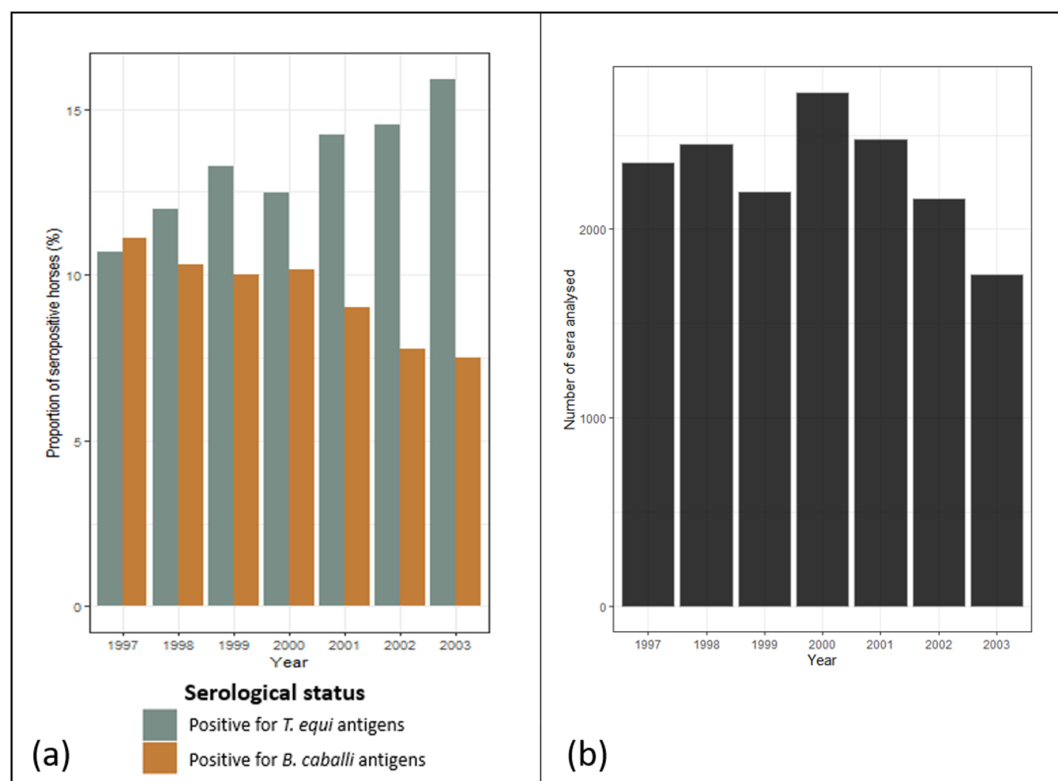 Proportion of seropositive horses (%)
15
10
5
0
1997 1998 1999 2000 2001 2002 2003
Year
Serological status
Positive for T. equi antigens
Positive for B. caballi antigens
(a)
Number of sera analysed
2000
1000
0
1997 1998 1999 2000 2001 2002 2003
Year
(b)